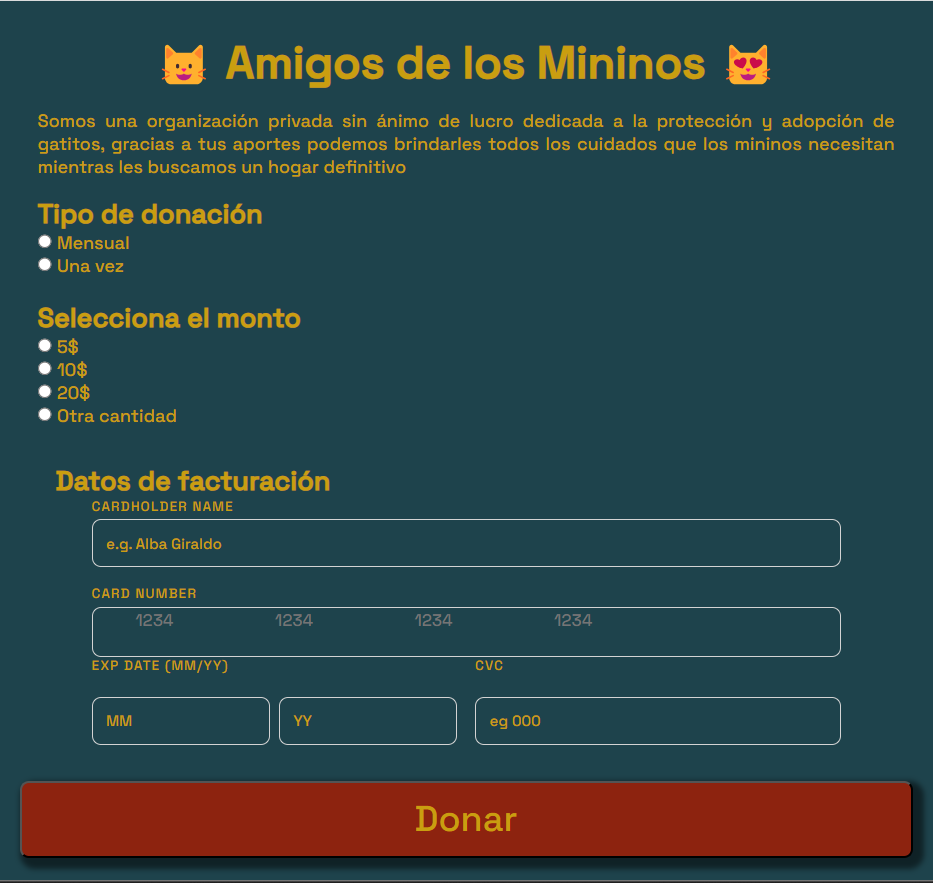 Amigos de los Mininos
Somos una organización privada sin ánimo de lucro dedicada a la protección y adopción de
gatitos, gracias a tus aportes podemos brindarles todos los cuidados que los mininos necesitan
mientras les buscamos un hogar definitivo
Tipo de donación
Mensual
Una vez
Selecciona el monto
5$
10$
20$
Otra cantidad
Datos de facturación
CARDHOLDER NAME
e.g. Alba Giraldo
CARD NUMBER
1234 1234 1234 1234
EXP DATE (MM/YY) CVC
MM YY eg 000
Donar